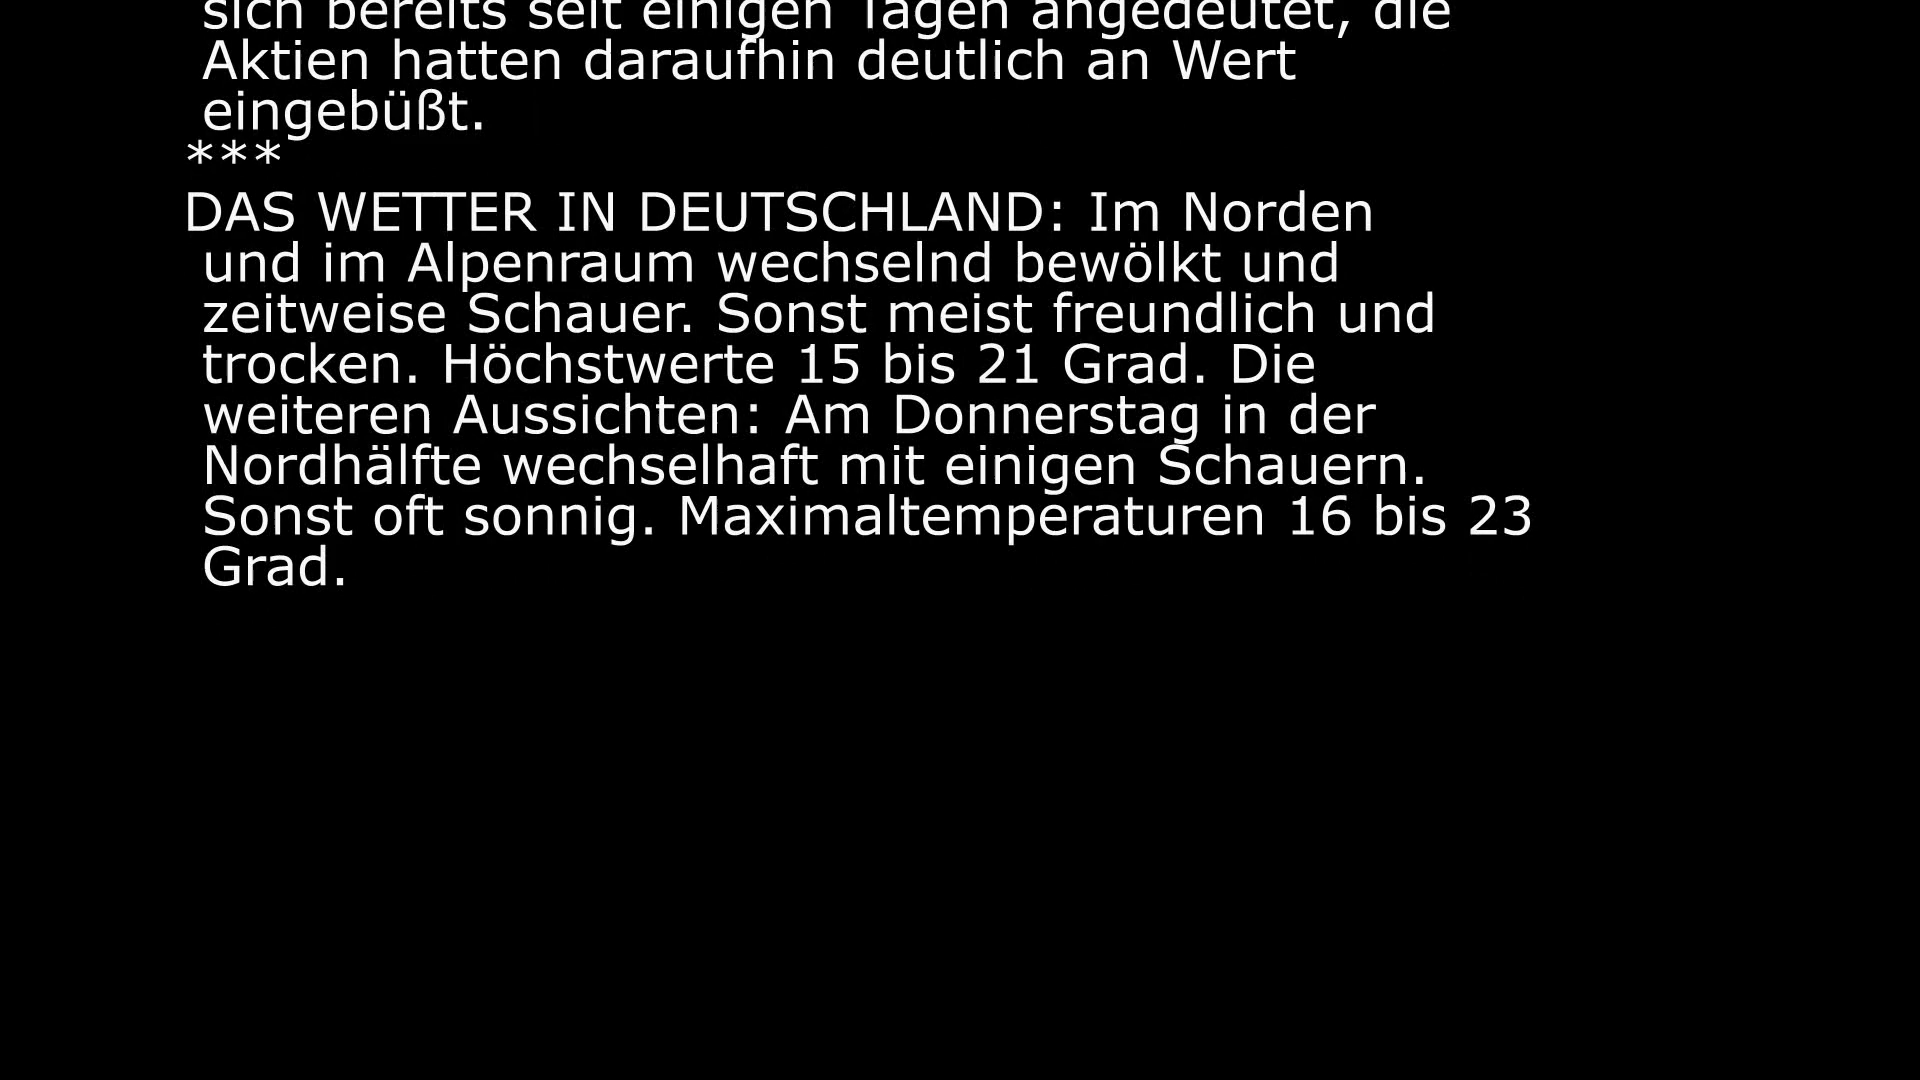 sich bereits seit einigen Tagen angedeutet, die
Aktien hatten daraufhin deutlich an Wert
eingebüßt.
***
DAS WETTER IN DEUTSCHLAND: Im Norden
und im Alpenraum wechselnd bewölkt und
zeitweise Schauer. Sonst meist freundlich und
trocken. Höchstwerte 15 bis 21 Grad. Die
weiteren Aussichten: Am Donnerstag in der
Nordhälfte wechselhaft mit einigen Schauern.
Sonst oft sonnig. Maximaltemperaturen 16 bis 23
Grad.